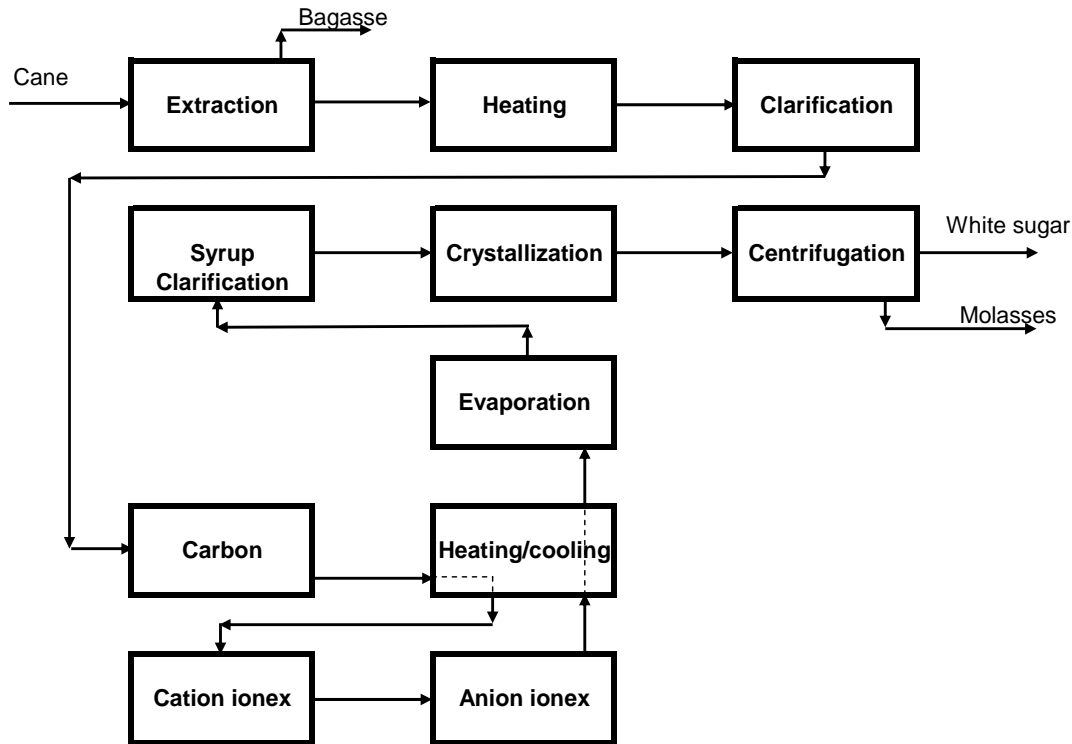 Bagasse
Cane
Extraction
Heating
Clarification
Syrup
Clarification
Crystallization
Centrifugation
White sugar
Molasses
Evaporation
Carbon
Heating/cooling
Cation ionex
Anion ionex